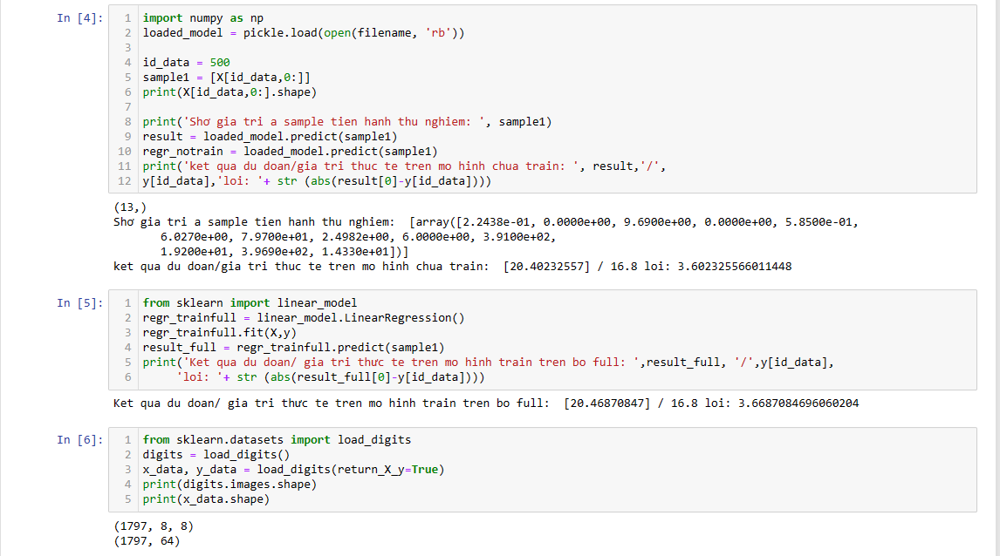 In [4]:
1 import numpy as np
2 loaded_model = pickle.load(open(filename, 'rb'))
3
4 id_data = 500
5 sample1 = [X[id_data,0:]]
6 print(X[id_data,0:].shape)
7
8 print('Shơ gia tri a sample tien hanh thu nghiem: ', sample1)
9 result = loaded_model.predict(sample1)
10 regr_notrain = loaded_model.predict(sample1)
11 print('ket qua du doan/gia tri thuc te tren mo hinh chua train: ', result,'/',
12 y[id_data],'loi: '+ str (abs(result[0]-y[id_data])))
(13,)
Shơ gia tri a sample tien hanh thu nghiem:  [array([2.2438e-01, 0.0000e+00, 9.6900e+00, 0.0000e+00, 5.8500e-01,
6.0270e+00, 7.9700e+01, 2.4982e+00, 6.0000e+00, 3.9100e+02,
1.9200e+01, 3.9690e+02, 1.4330e+01])]
ket qua du doan/gia tri thuc te tren mo hinh chua train:  [20.40232557] / 16.8 loi: 3.602325566011448
In [5]:
1 from sklearn import linear_model
2 regr_trainfull = linear_model.LinearRegression()
3 regr_trainfull.fit(X,y)
4 result_full = regr_trainfull.predict(sample1)
5 print('Ket qua du doan/ gia tri thưc te tren mo hinh train tren bo full: ',result_full, '/',y[id_data],
6 'loi: '+ str (abs(result_full[0]-y[id_data])))
Ket qua du doan/ gia tri thưc te tren mo hinh train tren bo full:  [20.46870847] / 16.8 loi: 3.6687084696060204
In [6]:
1 from sklearn.datasets import load_digits
2 digits = load_digits()
3 x_data, y_data = load_digits(return_X_y=True)
4 print(digits.images.shape)
5 print(x_data.shape)
(1797, 8, 8)
(1797, 64)